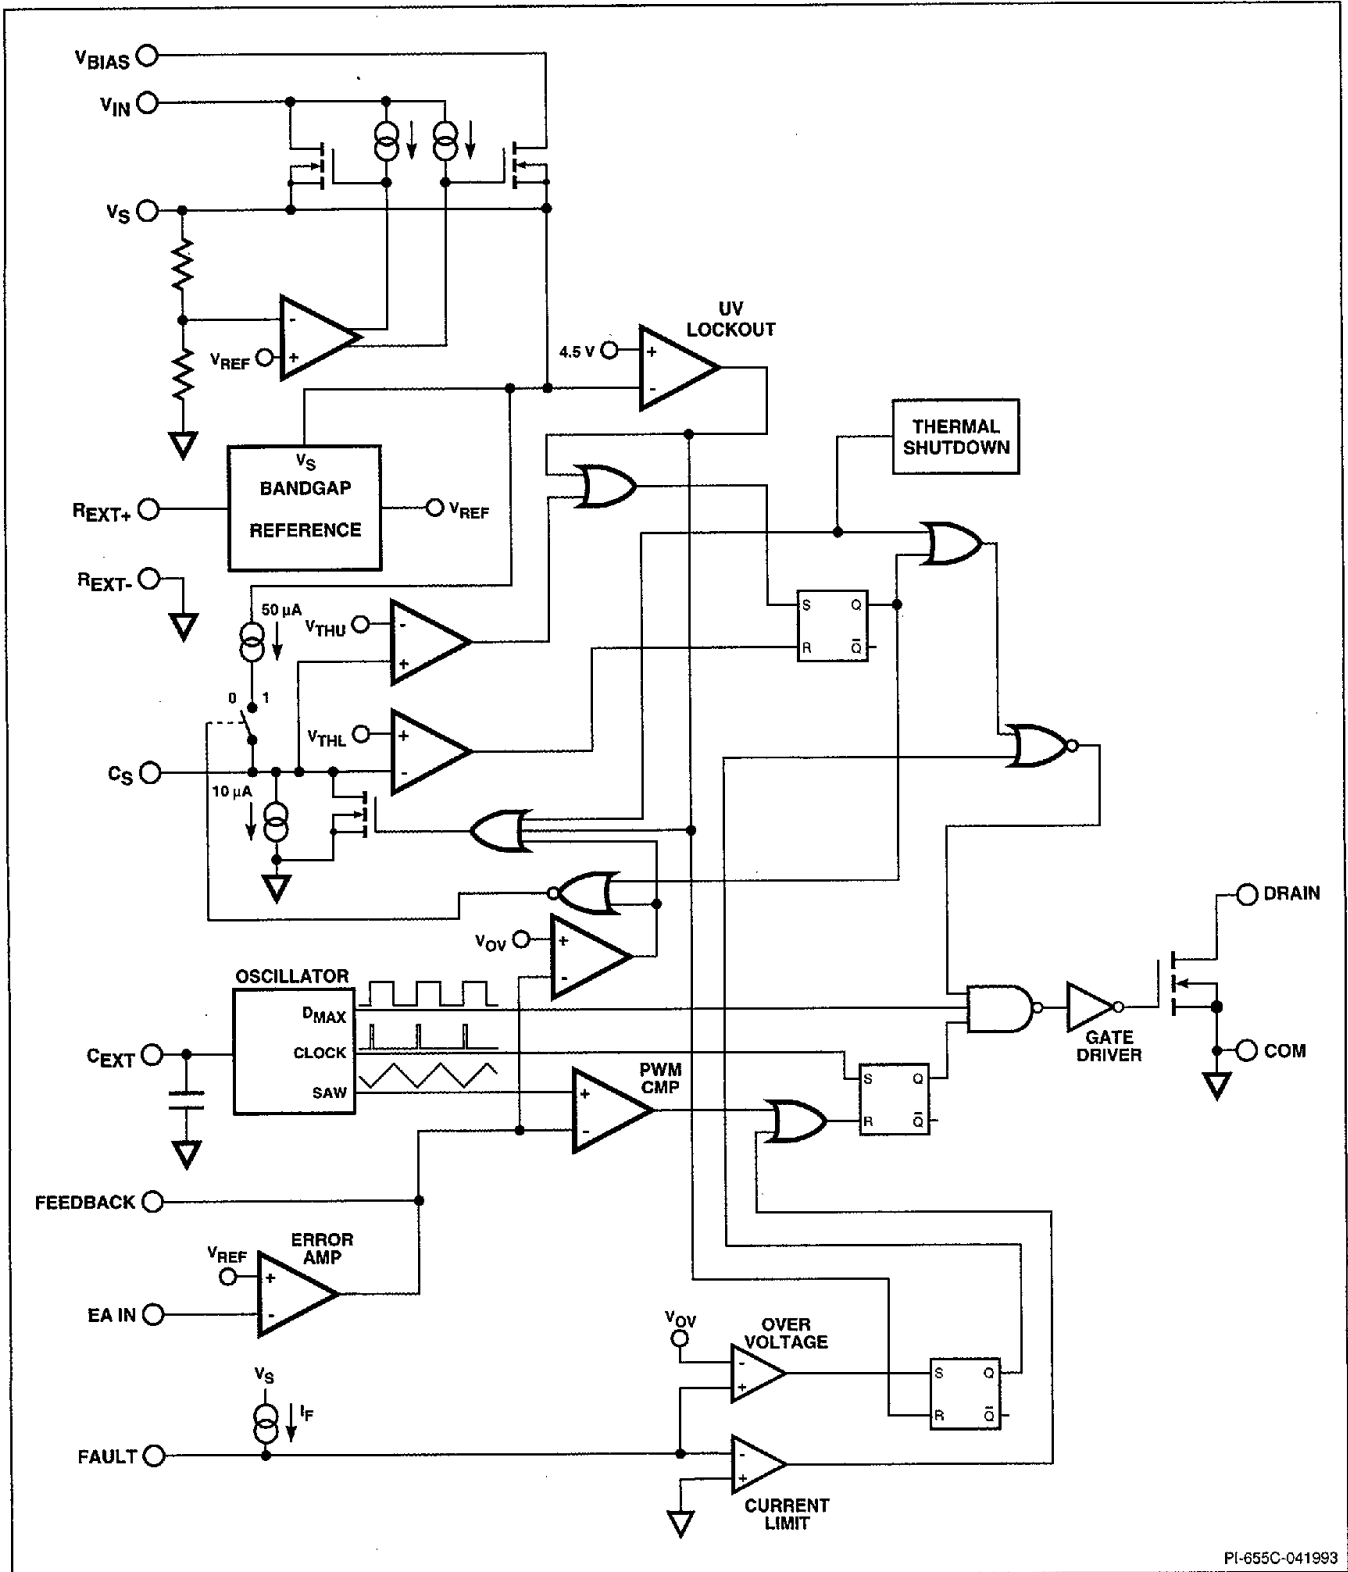 VBIAS
VIN
VS
UV
LOCKOUT
4.5 V
+
-
-
VREF
+
THERMAL
SHUTDOWN
VS
BANDGAP
REFERENCE
REXT+
VREF
REXT-
50 µA
VTHU
-
+
S Q
R Q̅
0 1
VTHL
+
-
CS
10 µA
DRAIN
VOV
+
-
OSCILLATOR
DMAX
CEXT
CLOCK
SAW
GATE
DRIVER
COM
PWM
CMP
+
-
S Q
R Q̅
FEEDBACK
ERROR
AMP
VREF
+
EA IN
-
VOV
OVER
VOLTAGE
-
+
S Q
R Q̅
VS
IF
FAULT
-
+
CURRENT
LIMIT
PI-655C-041993